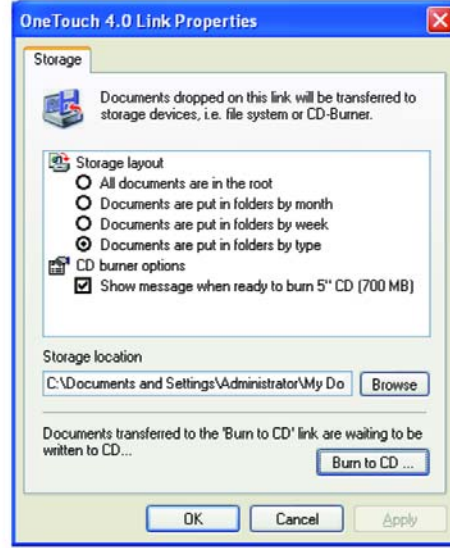 OneTouch 4.0 Link Properties
Storage
Documents dropped on this link will be transferred to
storage devices, i.e. file system or CD-Burner.
Storage layout
All documents are in the root
Documents are put in folders by month
Documents are put in folders by week
Documents are put in folders by type
CD burner options
Show message when ready to burn 5" CD (700 MB)
Storage location
C:\Documents and Settings\Administrator\My Do
Browse
Documents transferred to the 'Burn to CD' link are waiting to be
written to CD...
Burn to CD ...
OK Cancel Apply